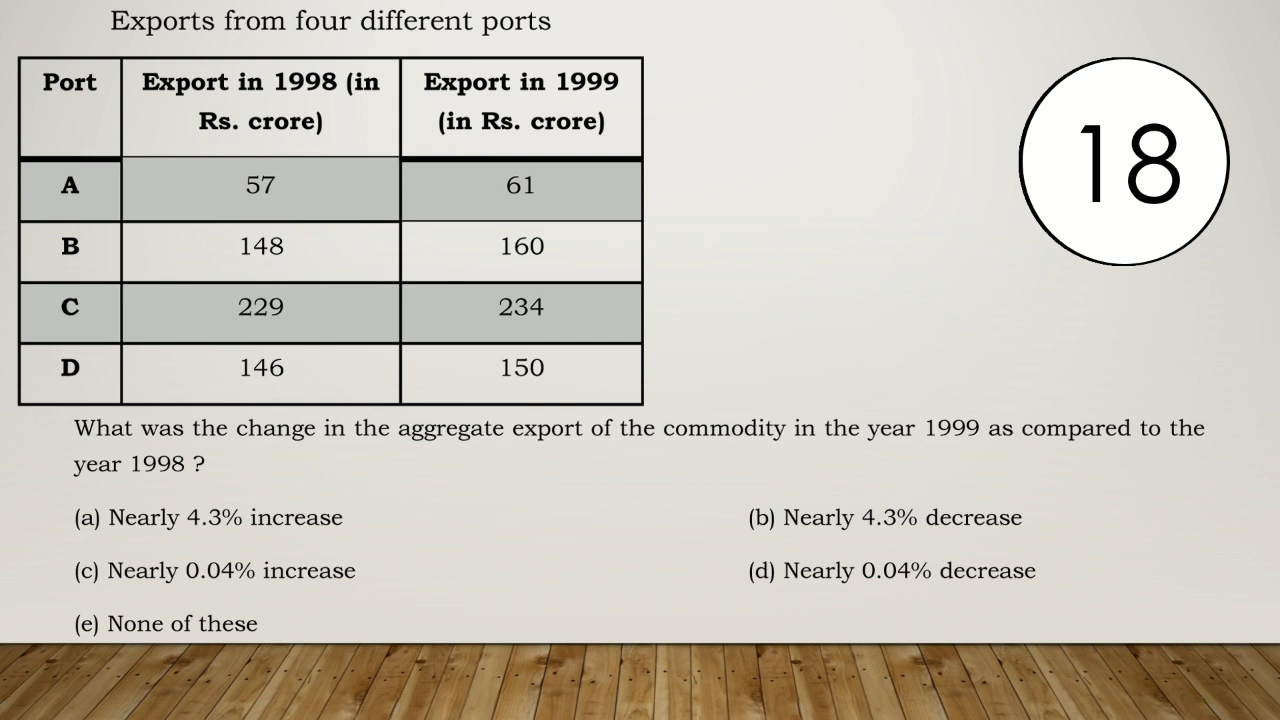 Exports from four different ports
Port Export in 1998 (in Export in 1999
Rs. crore) (in Rs. crore)
A 57 61
B 148 160
C 229 234
D 146 150
18
What was the change in the aggregate export of the commodity in the year 1999 as compared to the
year 1998 ?
(a) Nearly 4.3% increase (b) Nearly 4.3% decrease
(c) Nearly 0.04% increase (d) Nearly 0.04% decrease
(e) None of these